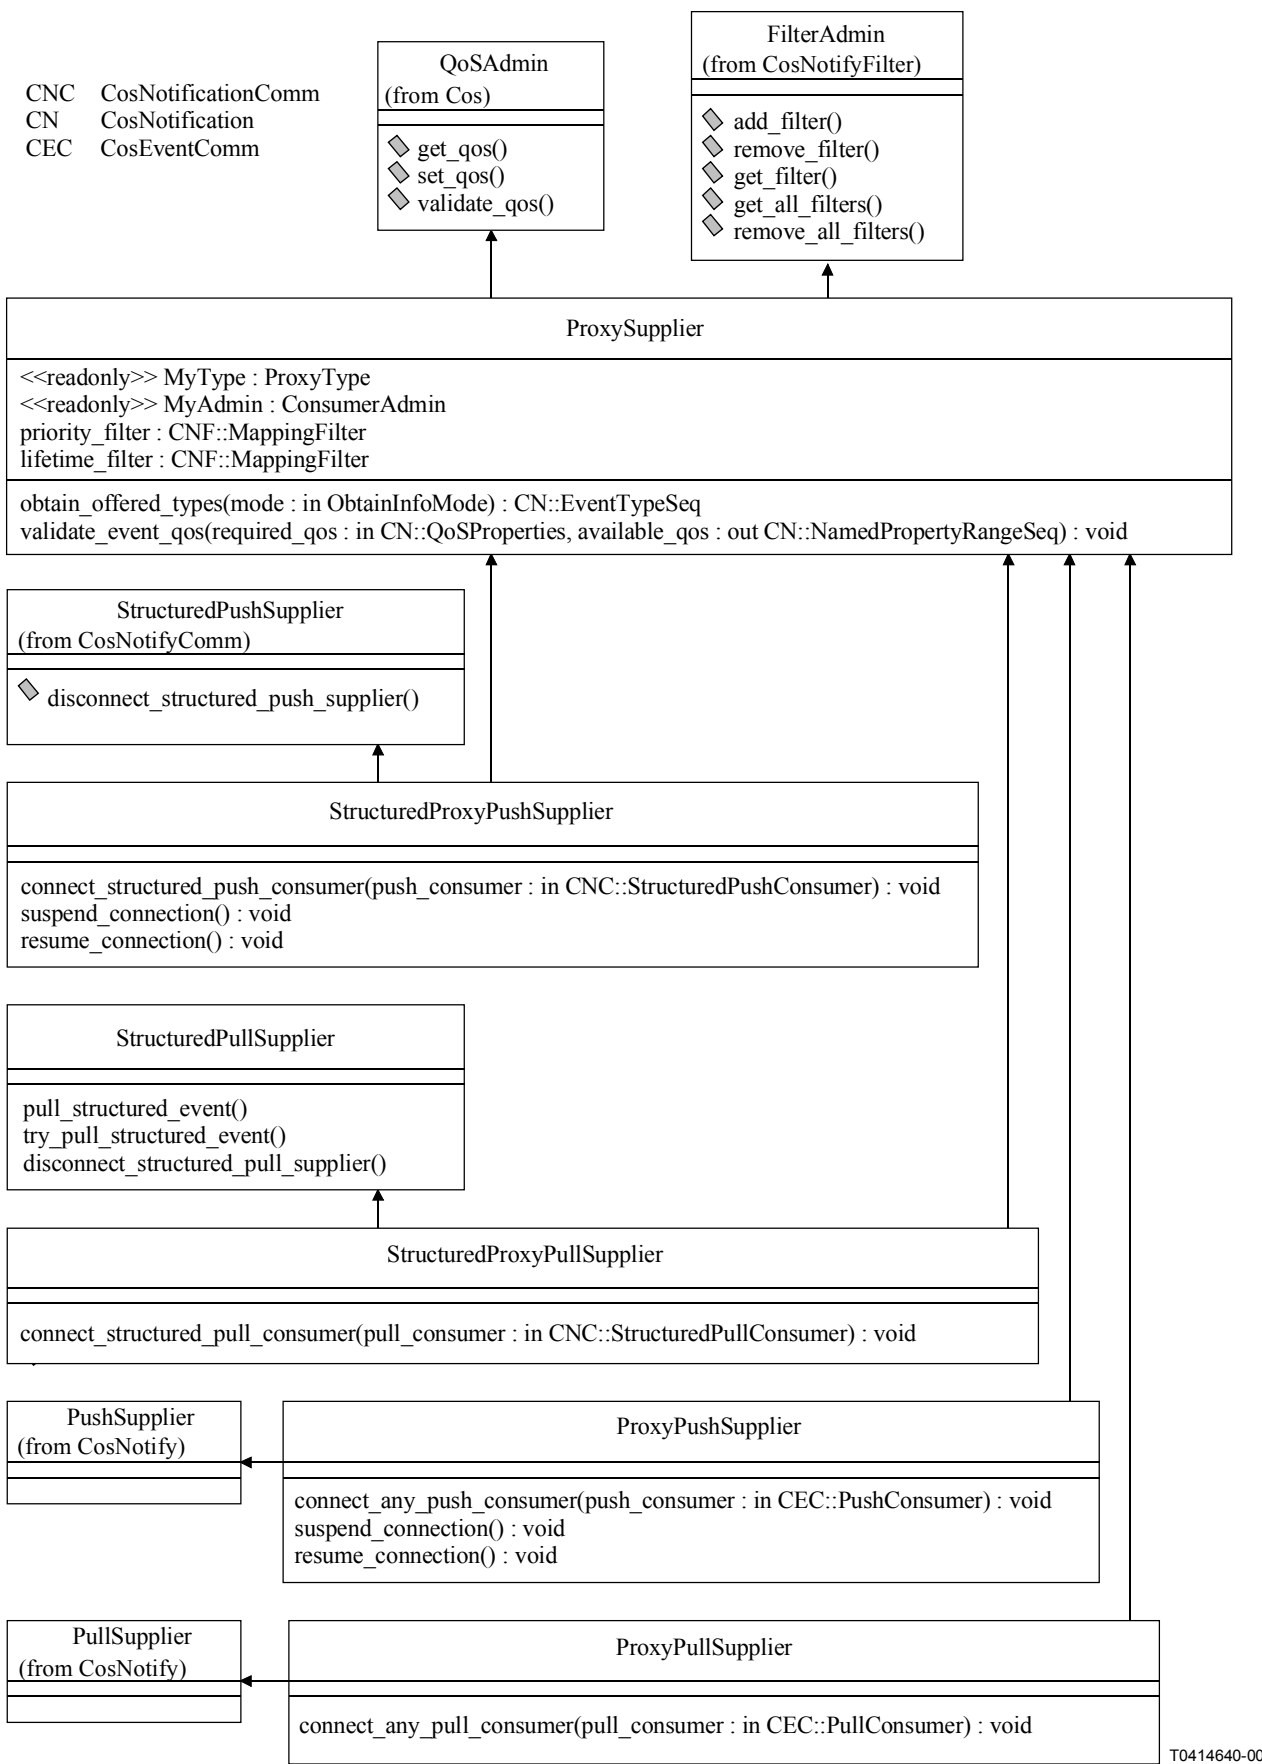 CNC CosNotificationComm
CN CosNotification
CEC CosEventComm
QoSAdmin
(from Cos)
get_qos()
set_qos()
validate_qos()
FilterAdmin
(from CosNotifyFilter)
add_filter()
remove_filter()
get_filter()
get_all_filters()
remove_all_filters()
ProxySupplier
<<readonly>> MyType : ProxyType
<<readonly>> MyAdmin : ConsumerAdmin
priority_filter : CNF::MappingFilter
lifetime_filter : CNF::MappingFilter
obtain_offered_types(mode : in ObtainInfoMode) : CN::EventTypeSeq
validate_event_qos(required_qos : in CN::QoSProperties, available_qos : out CN::NamedPropertyRangeSeq) : void
StructuredPushSupplier
(from CosNotifyComm)
disconnect_structured_push_supplier()
StructuredProxyPushSupplier
connect_structured_push_consumer(push_consumer : in CNC::StructuredPushConsumer) : void
suspend_connection() : void
resume_connection() : void
StructuredPullSupplier
pull_structured_event()
try_pull_structured_event()
disconnect_structured_pull_supplier()
StructuredProxyPullSupplier
connect_structured_pull_consumer(pull_consumer : in CNC::StructuredPullConsumer) : void
PushSupplier
(from CosNotify)
ProxyPushSupplier
connect_any_push_consumer(push_consumer : in CEC::PushConsumer) : void
suspend_connection() : void
resume_connection() : void
PullSupplier
(from CosNotify)
ProxyPullSupplier
connect_any_pull_consumer(pull_consumer : in CEC::PullConsumer) : void
T0414640-00